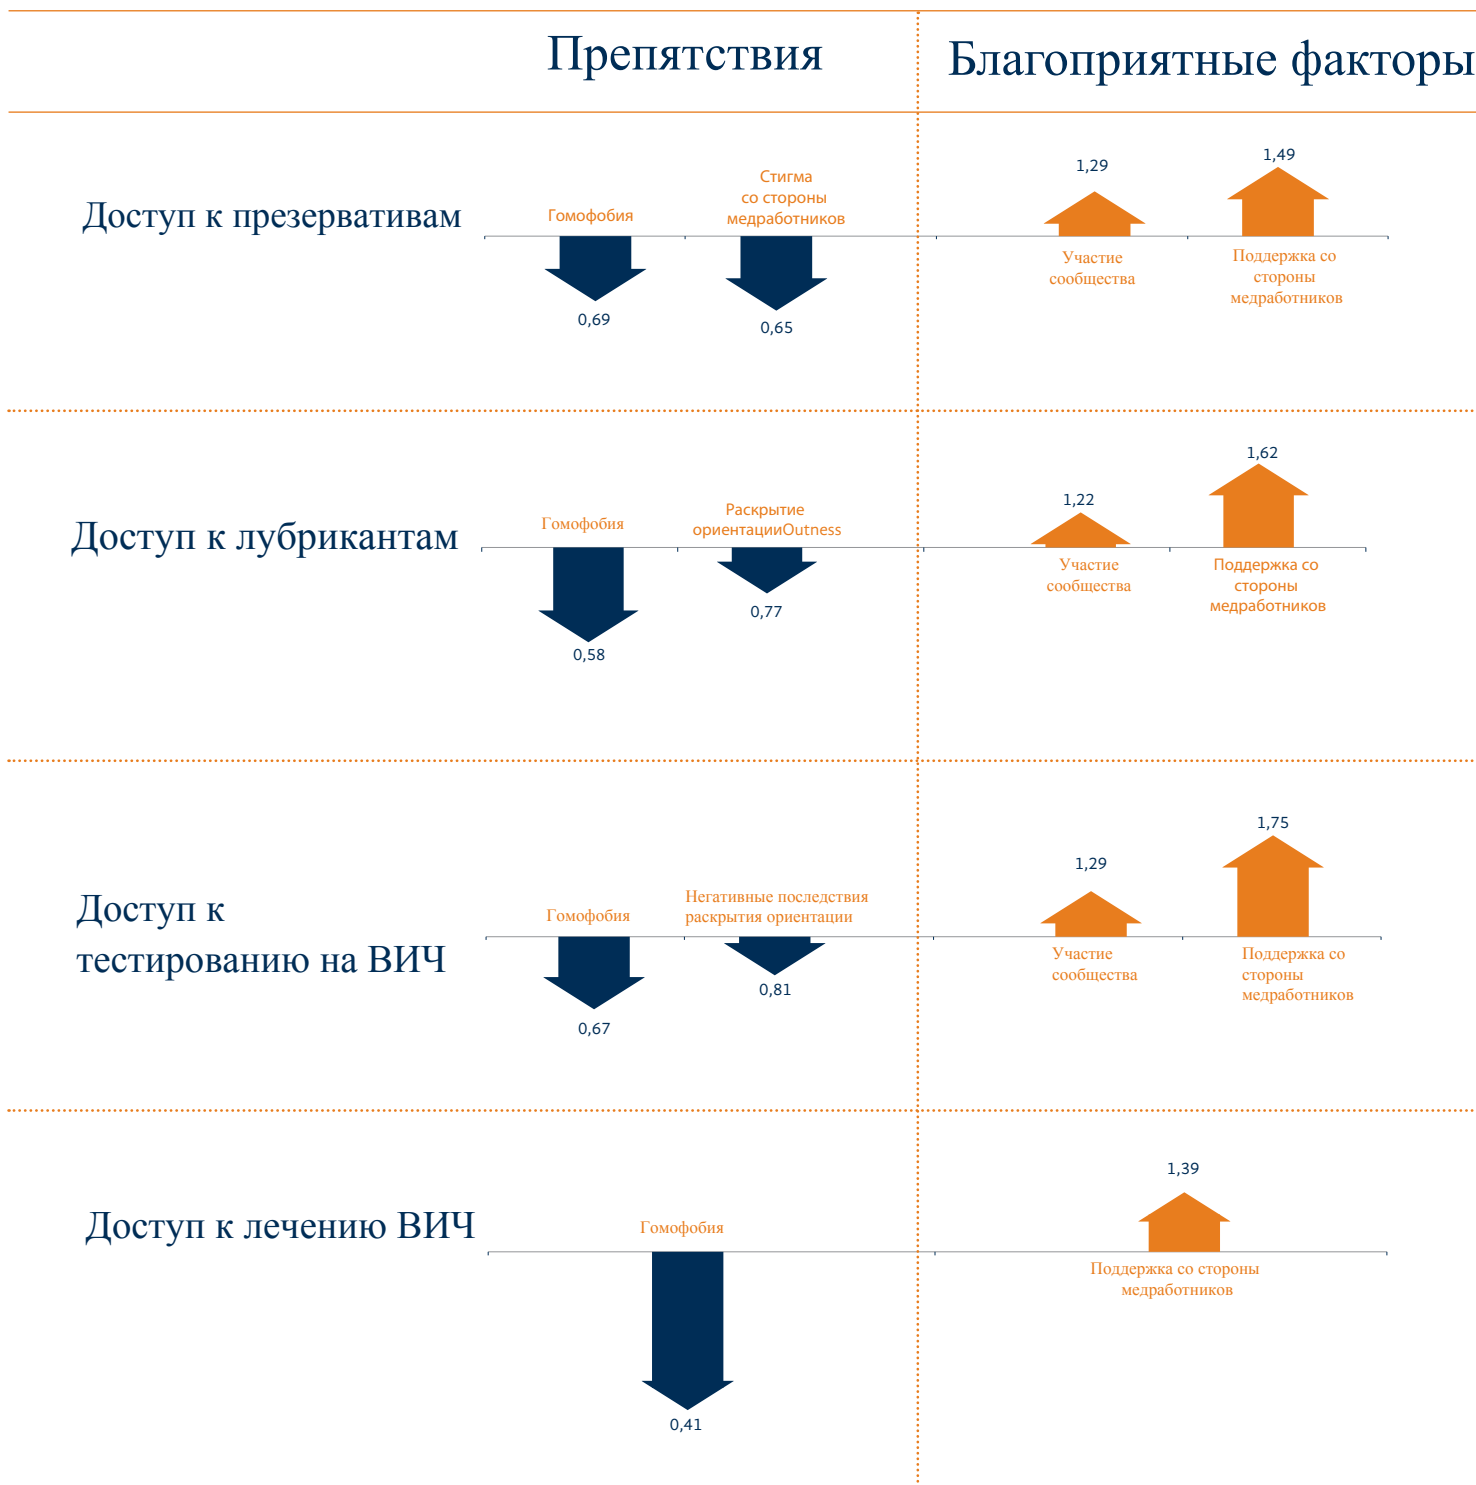 Препятствия
Благоприятные факторы
Доступ к презервативам
Гомофобия
0,69
Стигма
со стороны
медработников
0,65
1,29
Участие
сообщества
1,49
Поддержка со
стороны
медработников
Доступ к лубрикантам
Гомофобия
0,58
Раскрытие
ориентацииOutness
0,77
1,22
Участие
сообщества
1,62
Поддержка со
стороны
медработников
Доступ к
тестированию на ВИЧ
Гомофобия
0,67
Негативные последствия
раскрытия ориентации
0,81
1,29
Участие
сообщества
1,75
Поддержка со
стороны
медработников
Доступ к лечению ВИЧ
Гомофобия
0,41
1,39
Поддержка со стороны
медработников